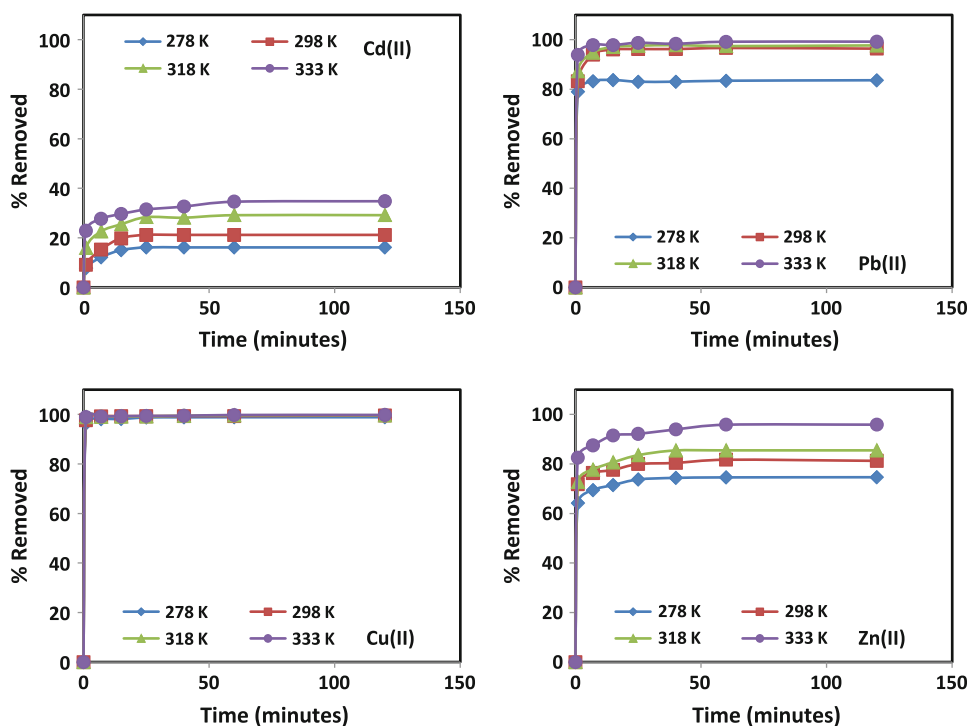 100
80
60
40
20
0
% Removed
278 K
298 K
318 K
333 K
Cd(II)
0
50
100
150
Time (minutes)
100
80
60
40
20
0
% Removed
278 K
298 K
318 K
333 K
Pb(II)
0
50
100
150
Time (minutes)
100
80
60
40
20
0
% Removed
278 K
298 K
318 K
333 K
Cu(II)
0
50
100
150
Time (minutes)
100
80
60
40
20
0
% Removed
278 K
298 K
318 K
333 K
Zn(II)
0
50
100
150
Time (minutes)